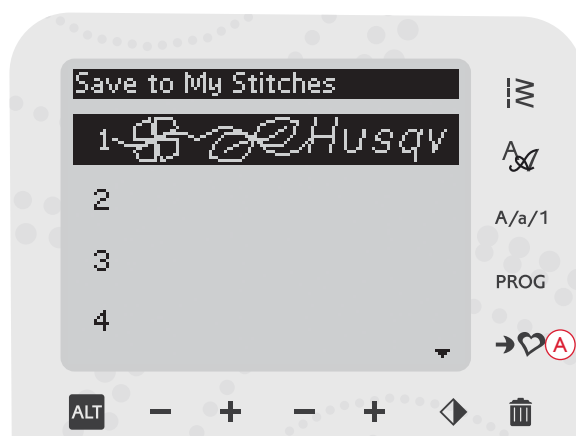 Save to My Stitches
1 Husqv
2
3
4
A
A/a/1
PROG
A
ALT
- + - +